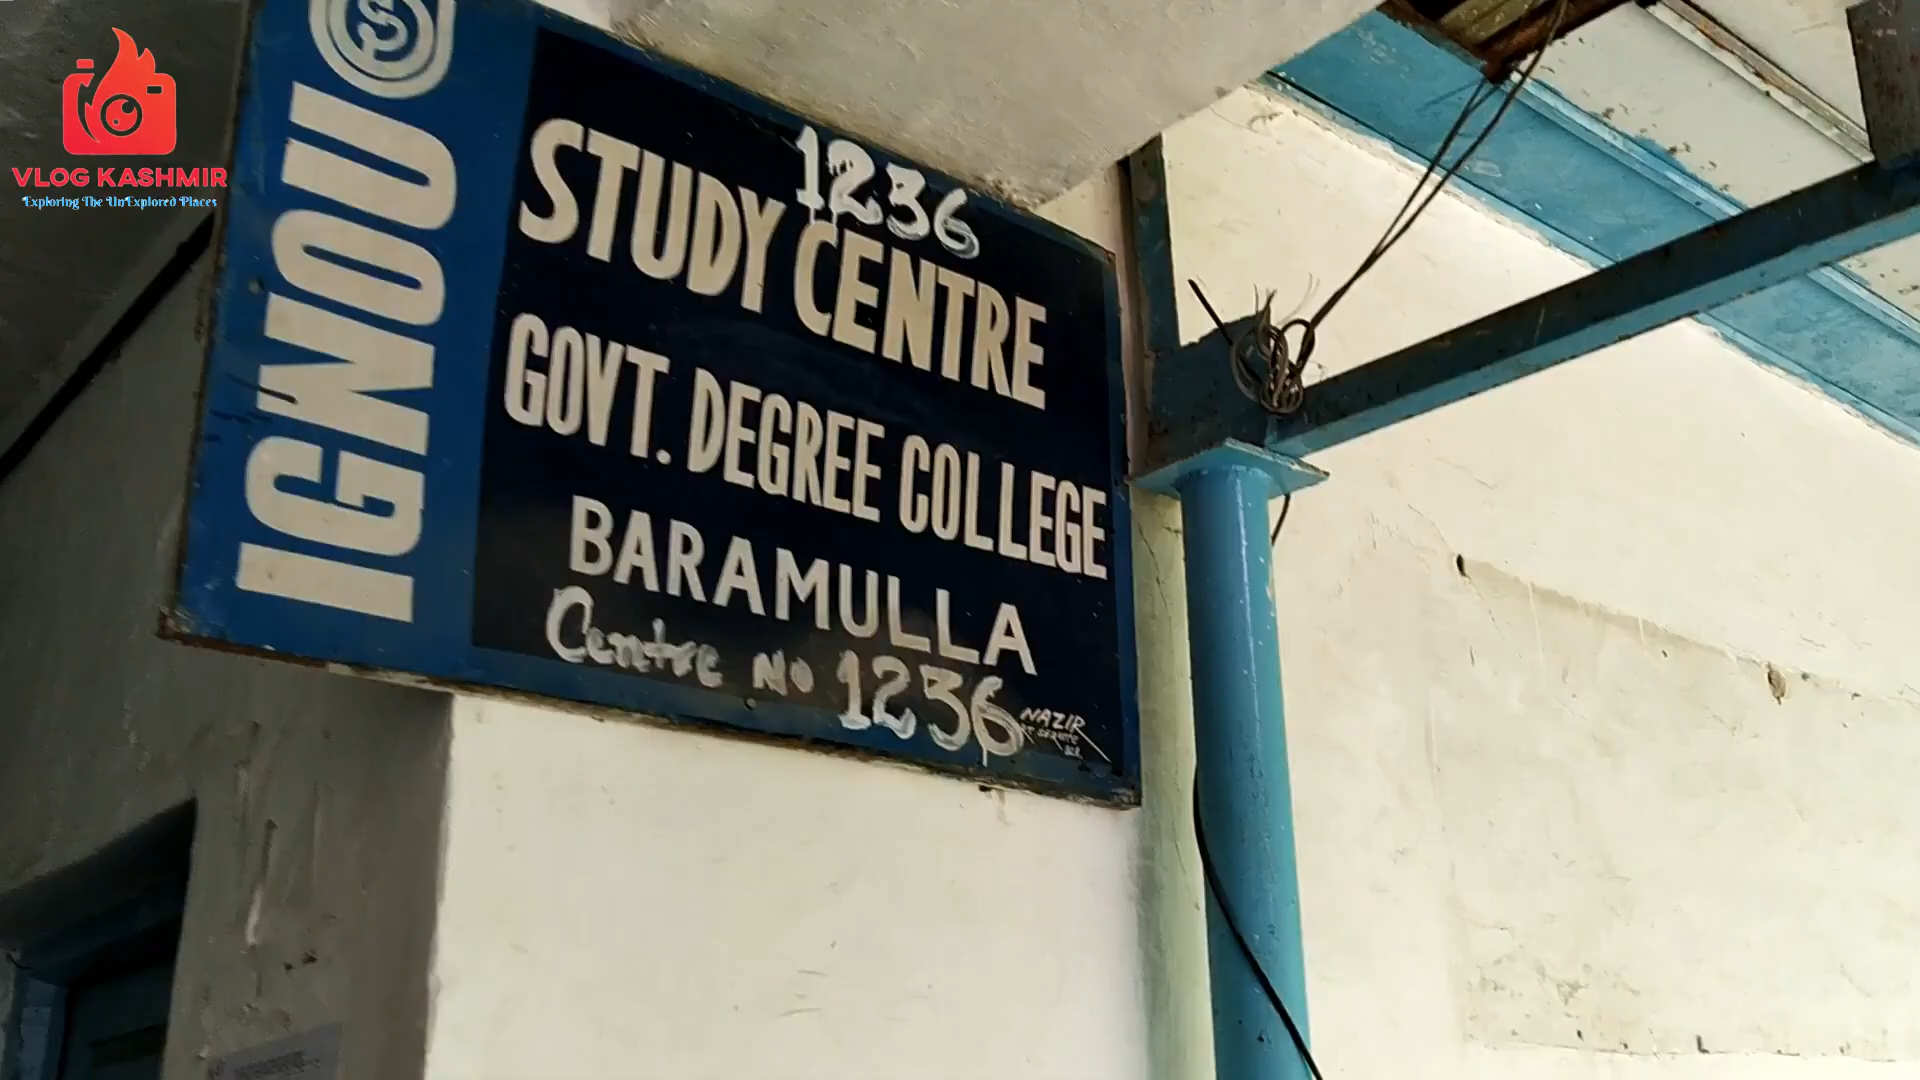 VLOG KASHMIR
Exploring The UnExplored Places
IGNOU
1236
STUDY CENTRE
GOVT. DEGREE COLLEGE
BARAMULLA
Centre No 1236
NAZIR